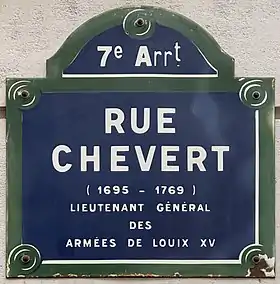 7e Arrt
RUE
CHEVERT
( 1695 - 1769 )
LIEUTENANT GÉNÉRAL
DES
ARMÉES DE LOUIX XV